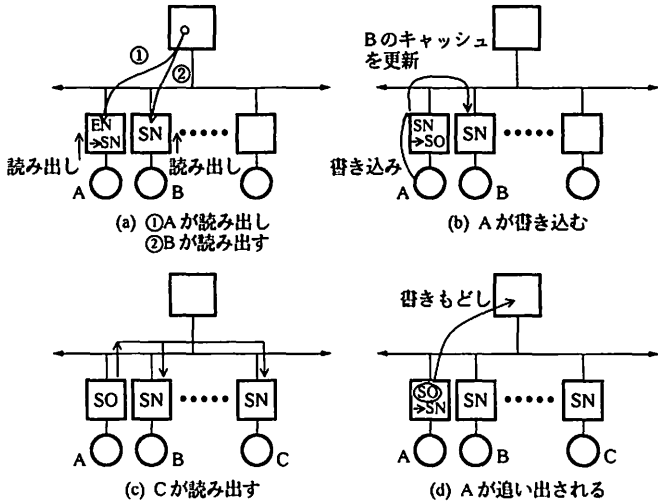 ①
②
EN
→SN
SN
読み出し
読み出し
A
B
(a) ①Aが読み出し
②Bが読み出す
Bのキャッシュ
を更新
SN
→SO
SN
書き込み
A
B
(b) Aが書き込む
SO
SN
SN
A
B
C
(c) Cが読み出す
書きもどし
SO
→SN
SN
SN
A
B
C
(d) Aが追い出される